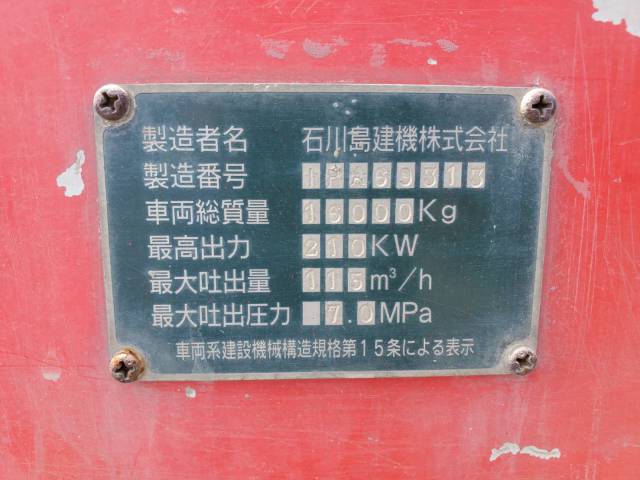 製造者名 石川島建機株式会社
製造番号
車両総質量 16000Kg
最高出力 210KW
最大吐出量 115m³/h
最大吐出圧力 7.0MPa
車両系建設機械構造規格第15条による表示